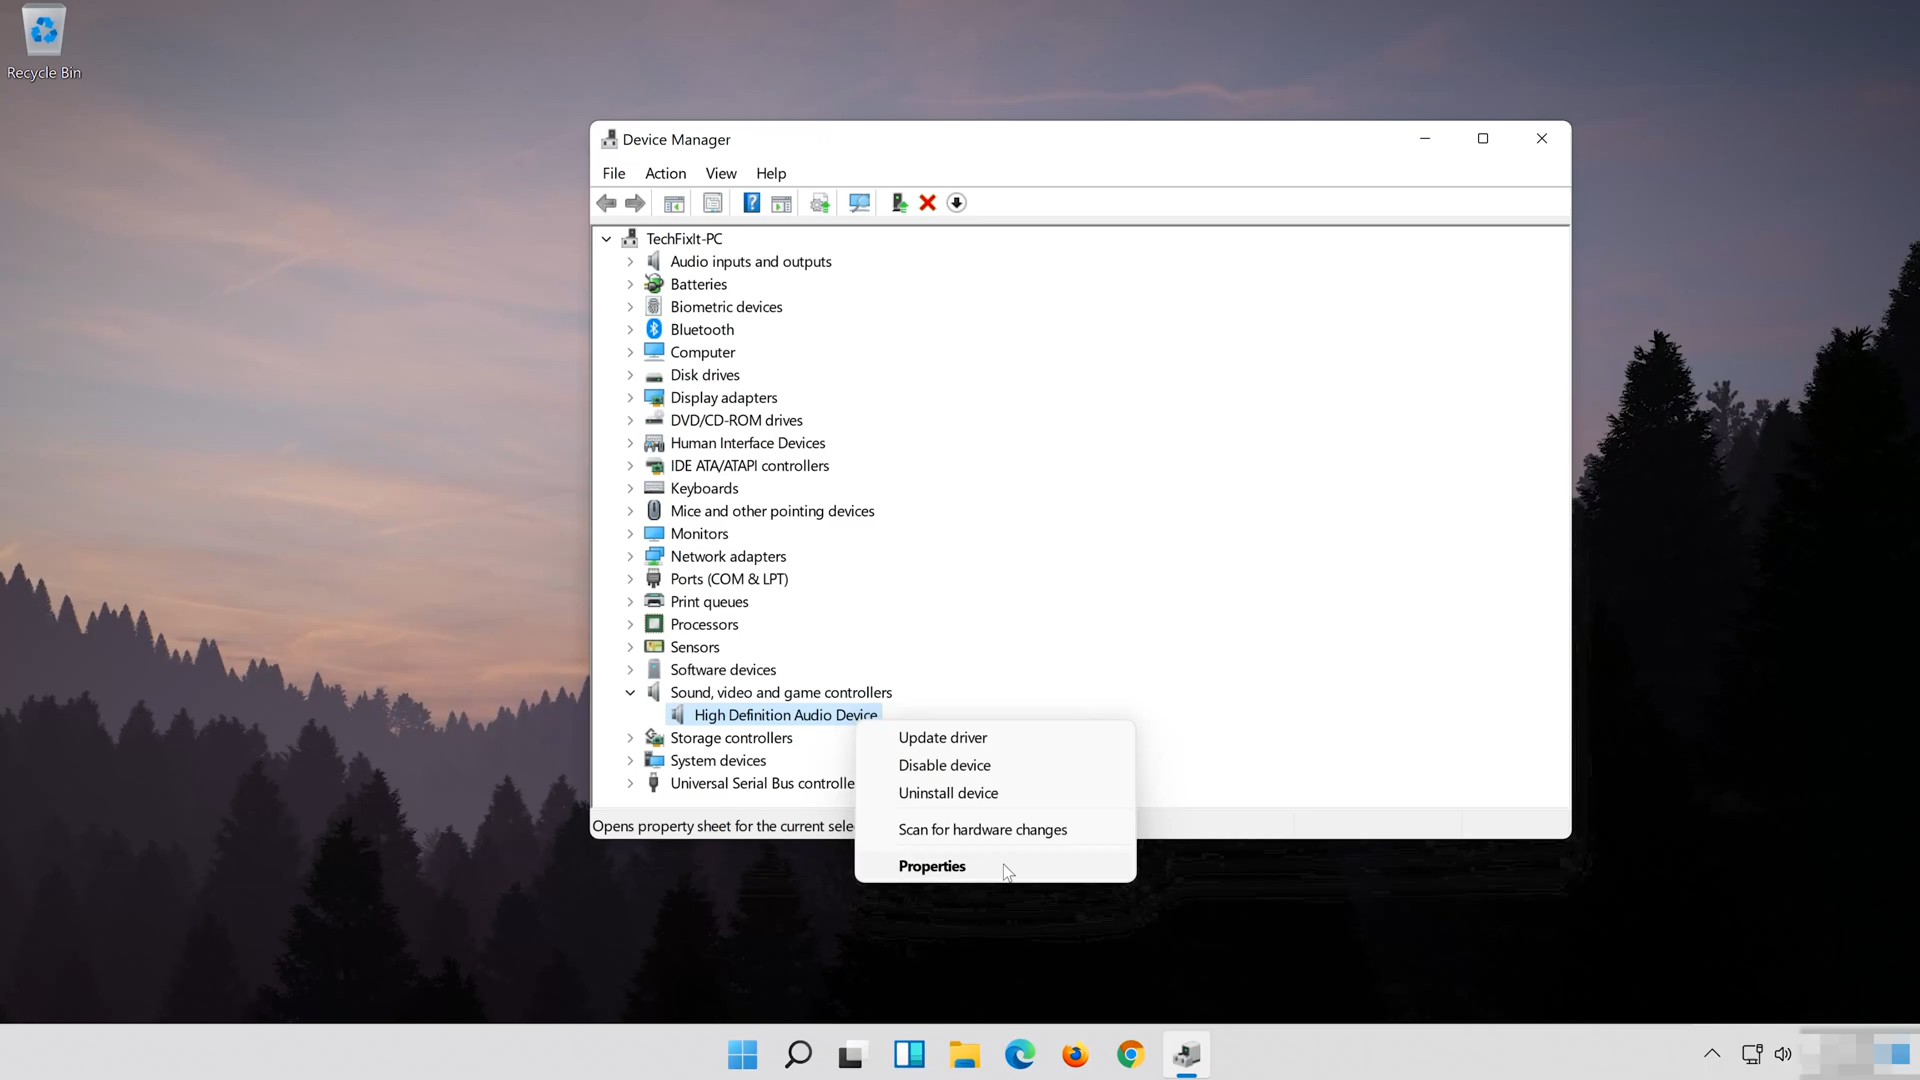 Recycle Bin
Device Manager
File Action View Help
TechFixIt-PC
Audio inputs and outputs
Batteries
Biometric devices
Bluetooth
Computer
Disk drives
Display adapters
DVD/CD-ROM drives
Human Interface Devices
IDE ATA/ATAPI controllers
Keyboards
Mice and other pointing devices
Monitors
Network adapters
Ports (COM & LPT)
Print queues
Processors
Sensors
Software devices
Sound, video and game controllers
High Definition Audio Device
Storage controllers
System devices
Universal Serial Bus controlle
Opens property sheet for the current sele
Update driver
Disable device
Uninstall device
Scan for hardware changes
Properties